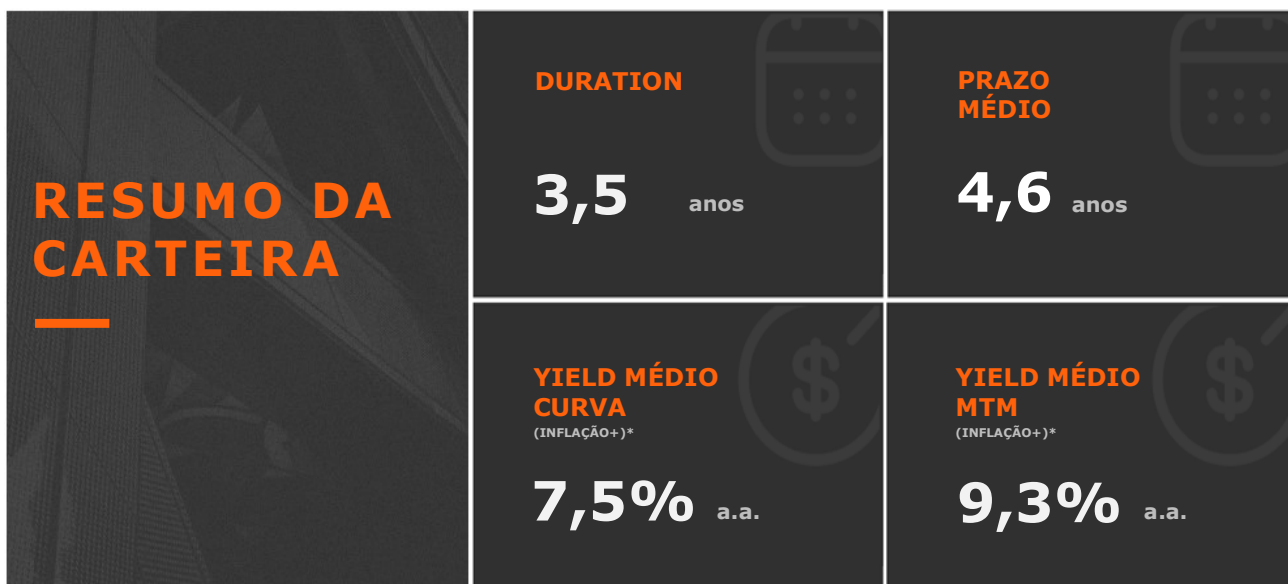 RESUMO DA
CARTEIRA
DURATION
3,5 anos
PRAZO
MÉDIO
4,6 anos
YIELD MÉDIO
CURVA
(INFLAÇÃO+)*
7,5% a.a.
YIELD MÉDIO
MTM
(INFLAÇÃO+)*
9,3% a.a.